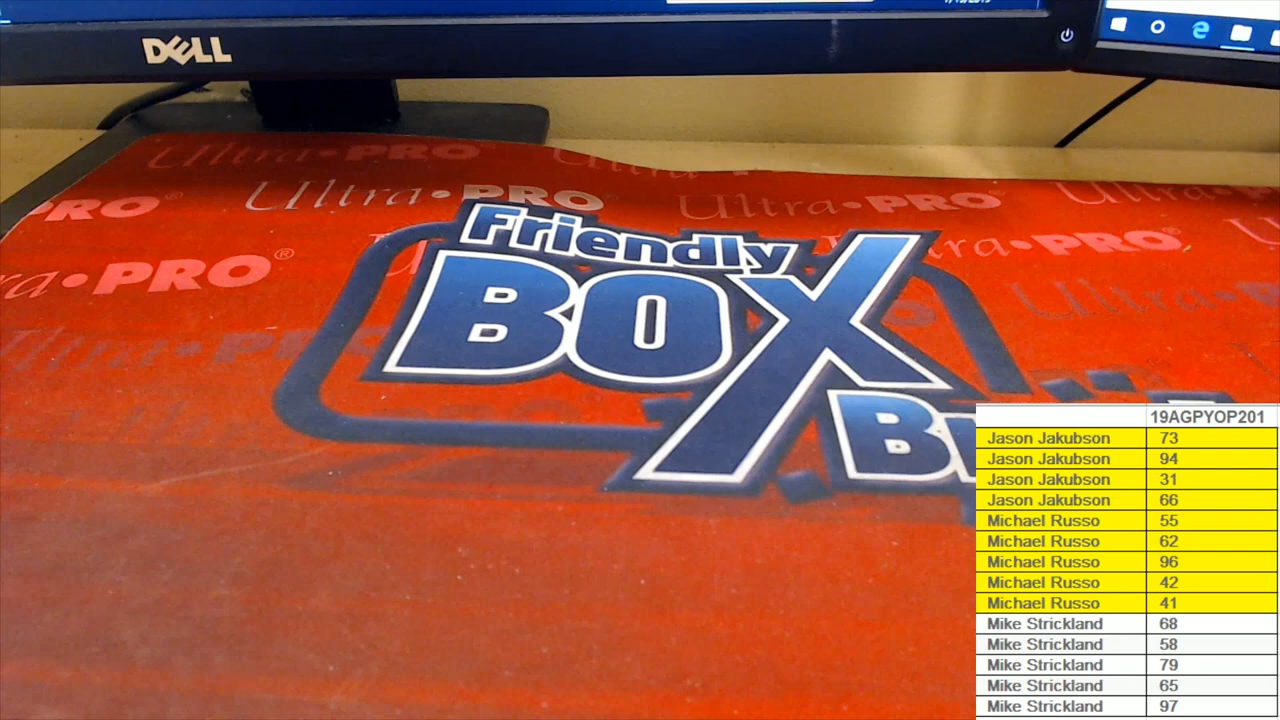 DELL
Ultra•PRO
Ultra•PRO
Ultra•PRO
PRO®
Ultra•PRO
PRO®
Friendly
BOX
19AGPYOP201
Jason Jakubson 73
Jason Jakubson 94
Jason Jakubson 31
Jason Jakubson 66
Michael Russo 55
Michael Russo 62
Michael Russo 96
Michael Russo 42
Michael Russo 41
Mike Strickland 68
Mike Strickland 58
Mike Strickland 79
Mike Strickland 65
Mike Strickland 97